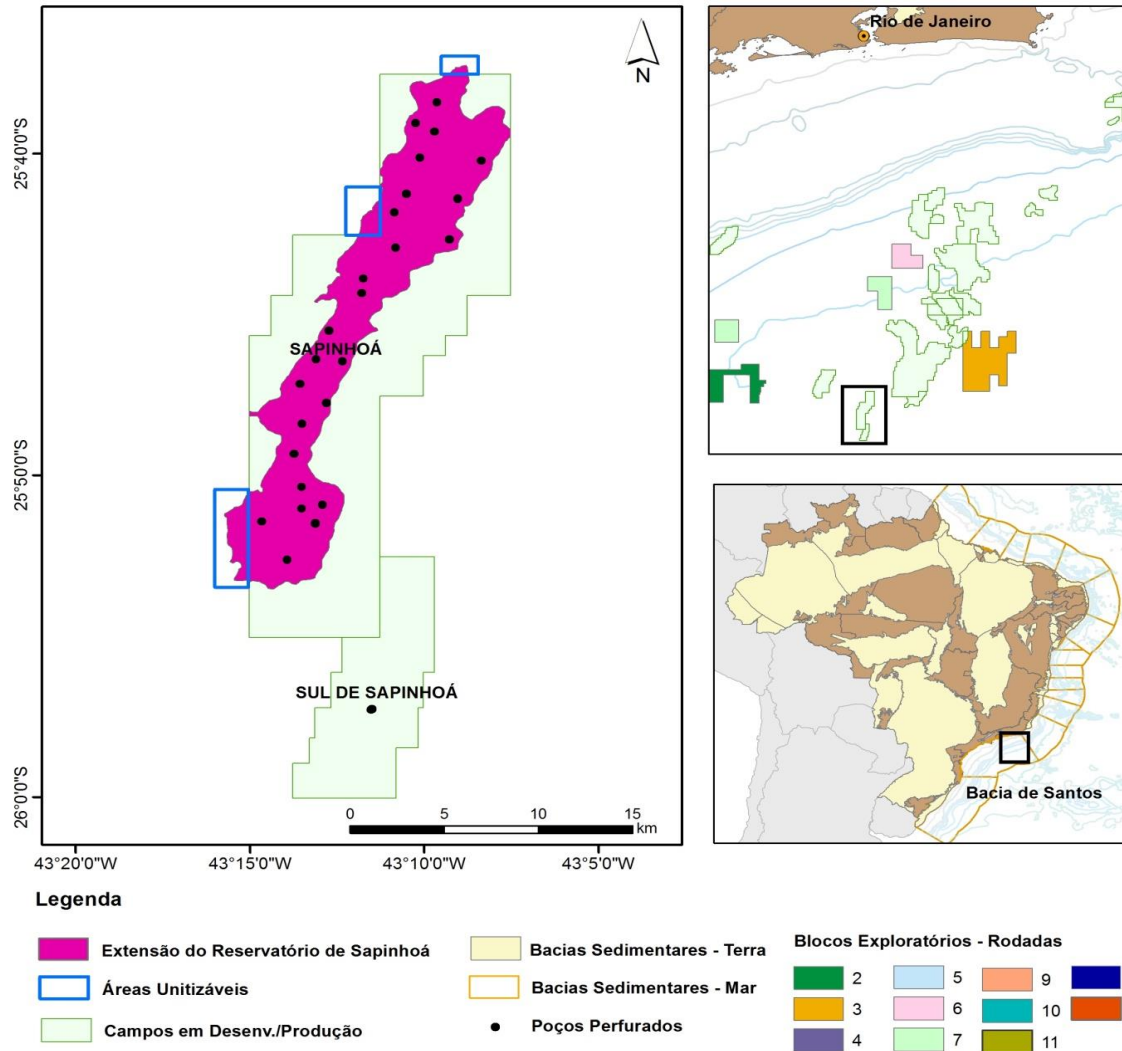 Rio de Janeiro
N
25°40'0"S
SAPINHOÁ
25°50'0"S
SUL DE SAPINHOÁ
26°0'0"S
0 5 10 15
km
43°20'0"W 43°15'0"W 43°10'0"W 43°5'0"W
Bacia de Santos
Legenda
Extensão do Reservatório de Sapinhoá
Áreas Unitizáveis
Campos em Desenv./Produção
Bacias Sedimentares - Terra
Bacias Sedimentares - Mar
Poços Perfurados
Blocos Exploratórios - Rodadas
2 5 9
3 6 10
4 7 11